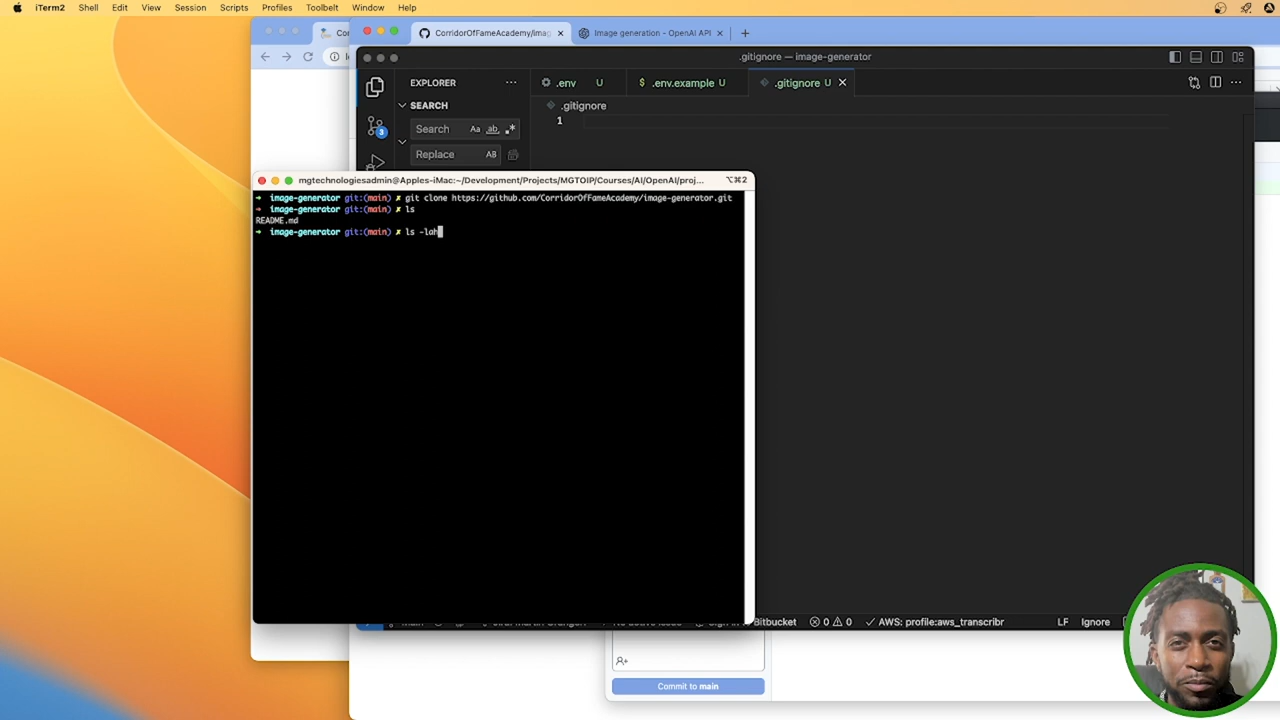 iTerm2 Shell Edit View Session Scripts Profiles Toolbelt Window Help
CorridorOfFameAcademy/imag
Image generation - OpenAI API
.gitignore — image-generator
EXPLORER
.env U
$ .env.example U
.gitignore U
SEARCH
.gitignore
Search Aa ab
1
3
Replace AB
mgtechnologiesadmin@Apples-iMac:~/Development/Projects/MGTOIP/Courses/AI/OpenAI/proj... ⌥⌘2
➜ image-generator git:(main) ✗ git clone https://github.com/CorridorOfFameAcademy/image-generator.git
➜ image-generator git:(main) ✗ ls
README.md
➜ image-generator git:(main) ✗ ls -lah
Bitbucket
0 0
AWS: profile:aws_transcribr
LF
Ignore
Commit to main